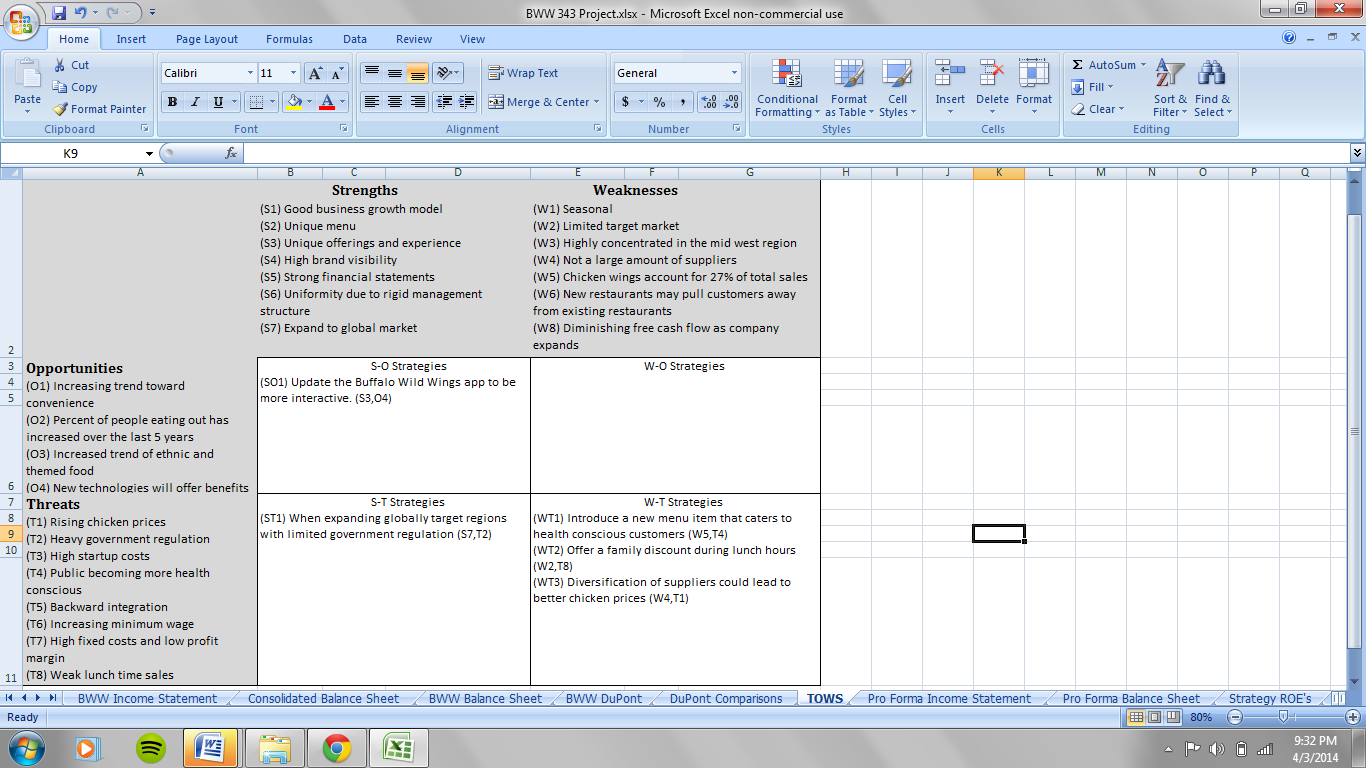 BWW 343 Project.xlsx - Microsoft Excel non-commercial use
Home Insert Page Layout Formulas Data Review View
Paste
Cut
Copy
Format Painter
Clipboard
Calibri 11
B I U
Font
Wrap Text
Merge & Center
Alignment
General
$ % ,
Number
Conditional Formatting
Format as Table
Cell Styles
Styles
Insert Delete Format
Cells
AutoSum
Fill
Clear
Sort & Filter
Find & Select
Editing
K9 fx
A B C D E F G H I J K L M N O P Q
Strengths
(S1) Good business growth model
(S2) Unique menu
(S3) Unique offerings and experience
(S4) High brand visibility
(S5) Strong financial statements
(S6) Uniformity due to rigid management
structure
(S7) Expand to global market
Weaknesses
(W1) Seasonal
(W2) Limited target market
(W3) Highly concentrated in the mid west region
(W4) Not a large amount of suppliers
(W5) Chicken wings account for 27% of total sales
(W6) New restaurants may pull customers away
from existing restaurants
(W8) Diminishing free cash flow as company
expands
2
3
4
5
6
7
8
9
10
11
Opportunities
(O1) Increasing trend toward
convenience
(O2) Percent of people eating out has
increased over the last 5 years
(O3) Increased trend of ethnic and
themed food
(O4) New technologies will offer benefits
S-O Strategies
(SO1) Update the Buffalo Wild Wings app to be
more interactive. (S3,O4)
W-O Strategies
Threats
(T1) Rising chicken prices
(T2) Heavy government regulation
(T3) High startup costs
(T4) Public becoming more health
conscious
(T5) Backward integration
(T6) Increasing minimum wage
(T7) High fixed costs and low profit
margin
(T8) Weak lunch time sales
S-T Strategies
(ST1) When expanding globally target regions
with limited government regulation (S7,T2)
W-T Strategies
(WT1) Introduce a new menu item that caters to
health conscious customers (W5,T4)
(WT2) Offer a family discount during lunch hours
(W2,T8)
(WT3) Diversification of suppliers could lead to
better chicken prices (W4,T1)
BWW Income Statement Consolidated Balance Sheet BWW Balance Sheet BWW DuPont DuPont Comparisons TOWS Pro Forma Income Statement Pro Forma Balance Sheet Strategy ROE's
Ready 80%
9:32 PM
4/3/2014